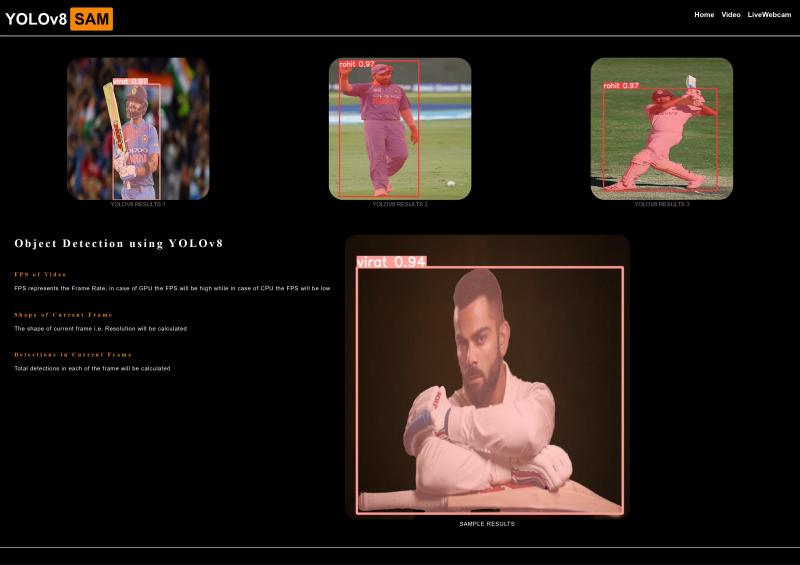 YOLOv8 SAM
Home Video LiveWebcam
virat 0.97
rohit 0.97
rohit 0.97
oppo
INDIA
YOLOV8 RESULTS 1
YOLOV8 RESULTS 2
YOLOV8 RESULTS 3
Object Detection using YOLOv8
FPS of Video
FPS represents the Frame Rate, in case of GPU the FPS will be high while in case of CPU the FPS will be low
Shape of Current Frame
The shape of current frame i.e. Resolution will be calculated
Detections in Current Frame
Total detections in each of the frame will be calculated
virat 0.94
SAMPLE RESULTS